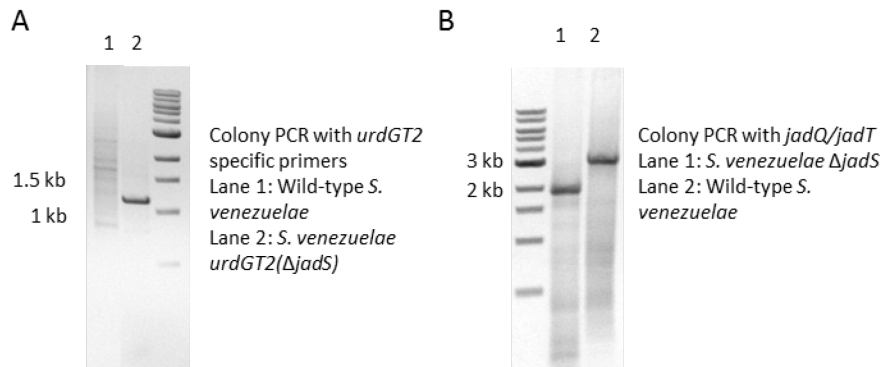 A
1 2
1.5 kb
1 kb
Colony PCR with urdGT2
specific primers
Lane 1: Wild-type S.
venezuelae
Lane 2: S. venezuelae
urdGT2(ΔjadS)
B
1 2
3 kb
2 kb
Colony PCR with jadQ/jadT
Lane 1: S. venezuelae ΔjadS
Lane 2: Wild-type S.
venezuelae